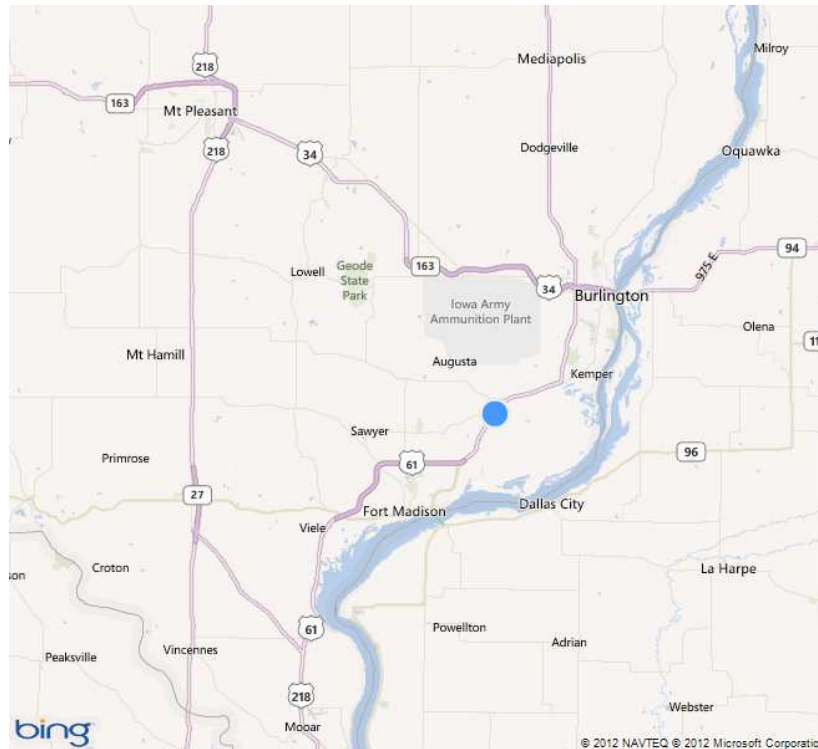 Milroy
Mediapolis
218
163
Mt Pleasant
218
34
Dodgeville
Oquawka
94
975 E
163
34
Lowell
Geode
State
Park
Burlington
Iowa Army
Ammunition Plant
Olena
11
Mt Hamill
Augusta
Kemper
Sawyer
96
Primrose
61
27
Fort Madison
Dallas City
Viele
Croton
son
La Harpe
61
Powellton
Adrian
Vincennes
Peaksville
218
Webster
Mooar
bing
© 2012 NAVTEQ © 2012 Microsoft Corporatio